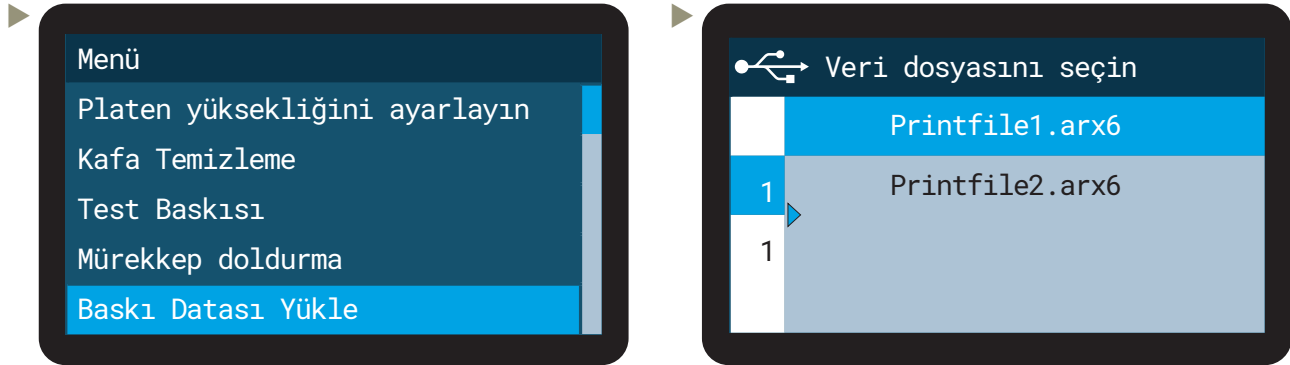 Menü
Platen yüksekliğini ayarlayın
Kafa Temizleme
Test Baskısı
Mürekkep doldurma
Baskı Datası Yükle
Veri dosyasını seçin
Printfile1.arx6
1 Printfile2.arx6
1